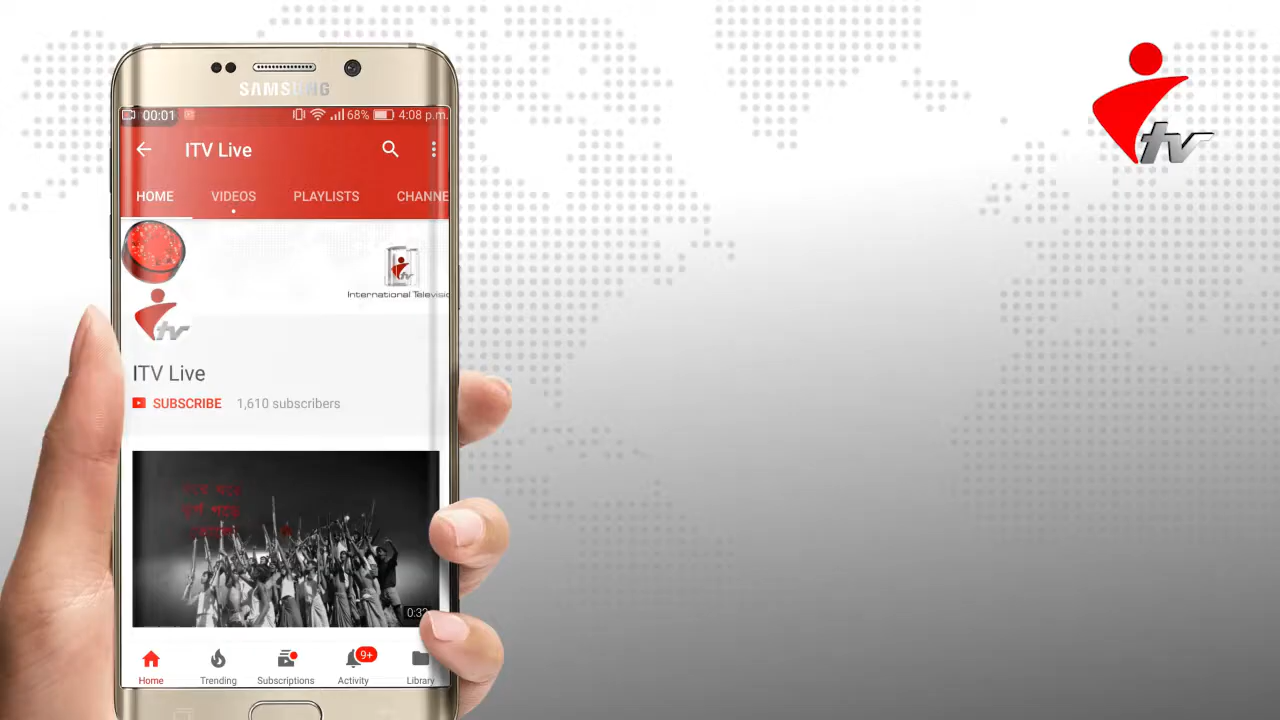 SAMSUNG
00:01
68%
4:08 p.m.
ITV Live
HOME
VIDEOS
PLAYLISTS
CHANNE
International Televisio
tv
ITV Live
SUBSCRIBE
1,610 subscribers
0:32
9+
Home
Trending
Subscriptions
Activity
Library
tv